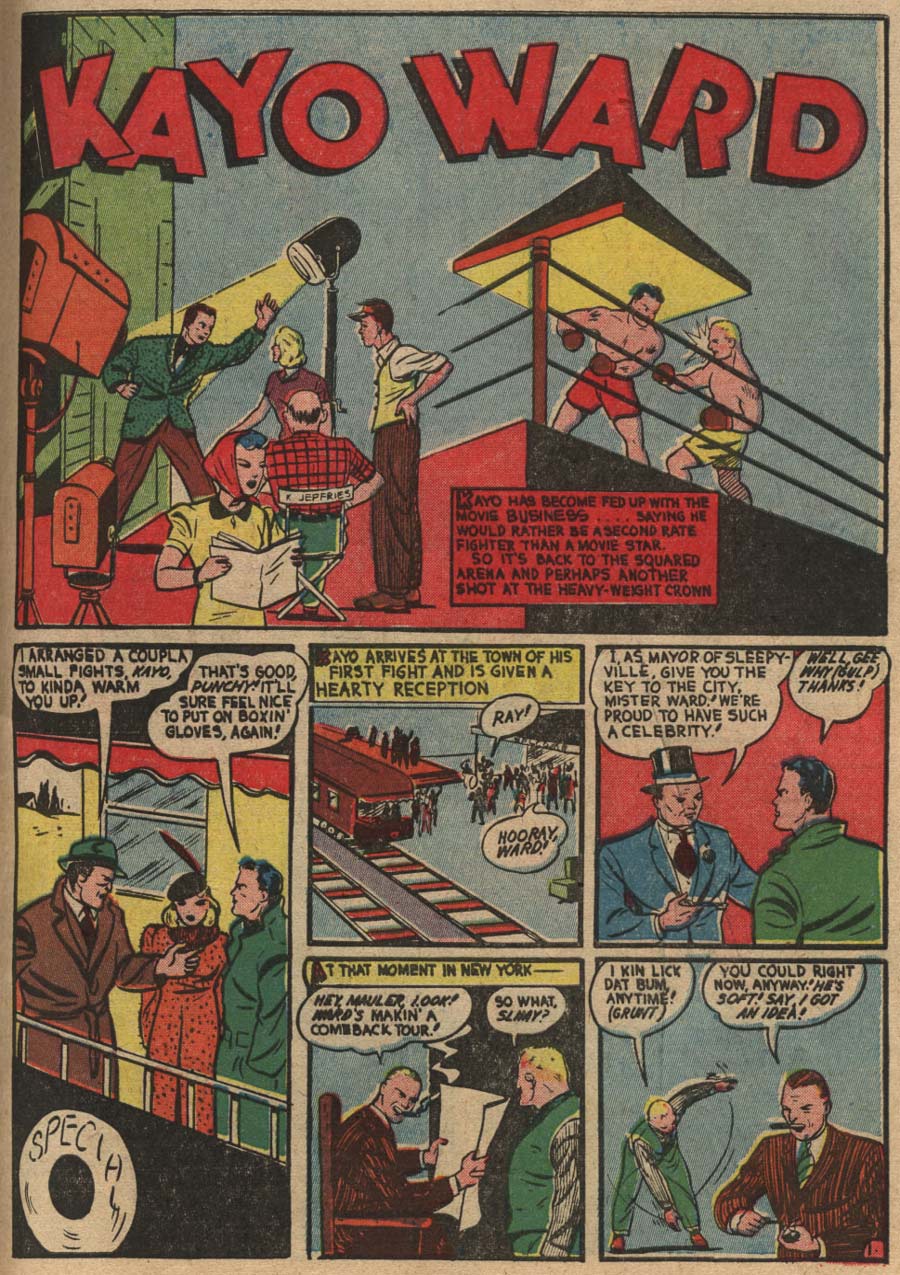 KAYO WARD
K. JEPFRIES
KAYO HAS BECOME FED UP WITH THE
MOVIE BUSINESS ..... SAYING HE
WOULD RATHER BE A SECOND RATE
FIGHTER THAN A MOVIE STAR.
SO IT'S BACK TO THE SQUARED
ARENA AND PERHAPS ANOTHER
SHOT AT THE HEAVY-WEIGHT CROWN
I ARRANGED A COUPLA
SMALL FIGHTS, KAYO,
TO KINDA WARM
YOU UP!
THAT'S GOOD,
PUNCHY! IT'LL
SURE FEEL NICE
TO PUT ON BOXIN'
GLOVES, AGAIN!
SPECIAL
KAYO ARRIVES AT THE TOWN OF HIS
FIRST FIGHT AND IS GIVEN A
HEARTY RECEPTION
RAY!
HOORAY,
WARD!
I, AS MAYOR OF SLEEPY-
VILLE, GIVE YOU THE
KEY TO THE CITY,
MISTER WARD! WE'RE
PROUD TO HAVE SUCH
A CELEBRITY!
WELL, GEE,
WHY (GULP)
THANKS!
AT THAT MOMENT IN NEW YORK—
HEY, MAULER, LOOK!
WARD'S MAKIN' A
COMEBACK TOUR!
SO WHAT,
SLIMY?
I KIN LICK
DAT BUM,
ANYTIME!
(GRUNT)
YOU COULD RIGHT
NOW, ANYWAY! HE'S
SOFT! SAY, I GOT
AN IDEA!
1.